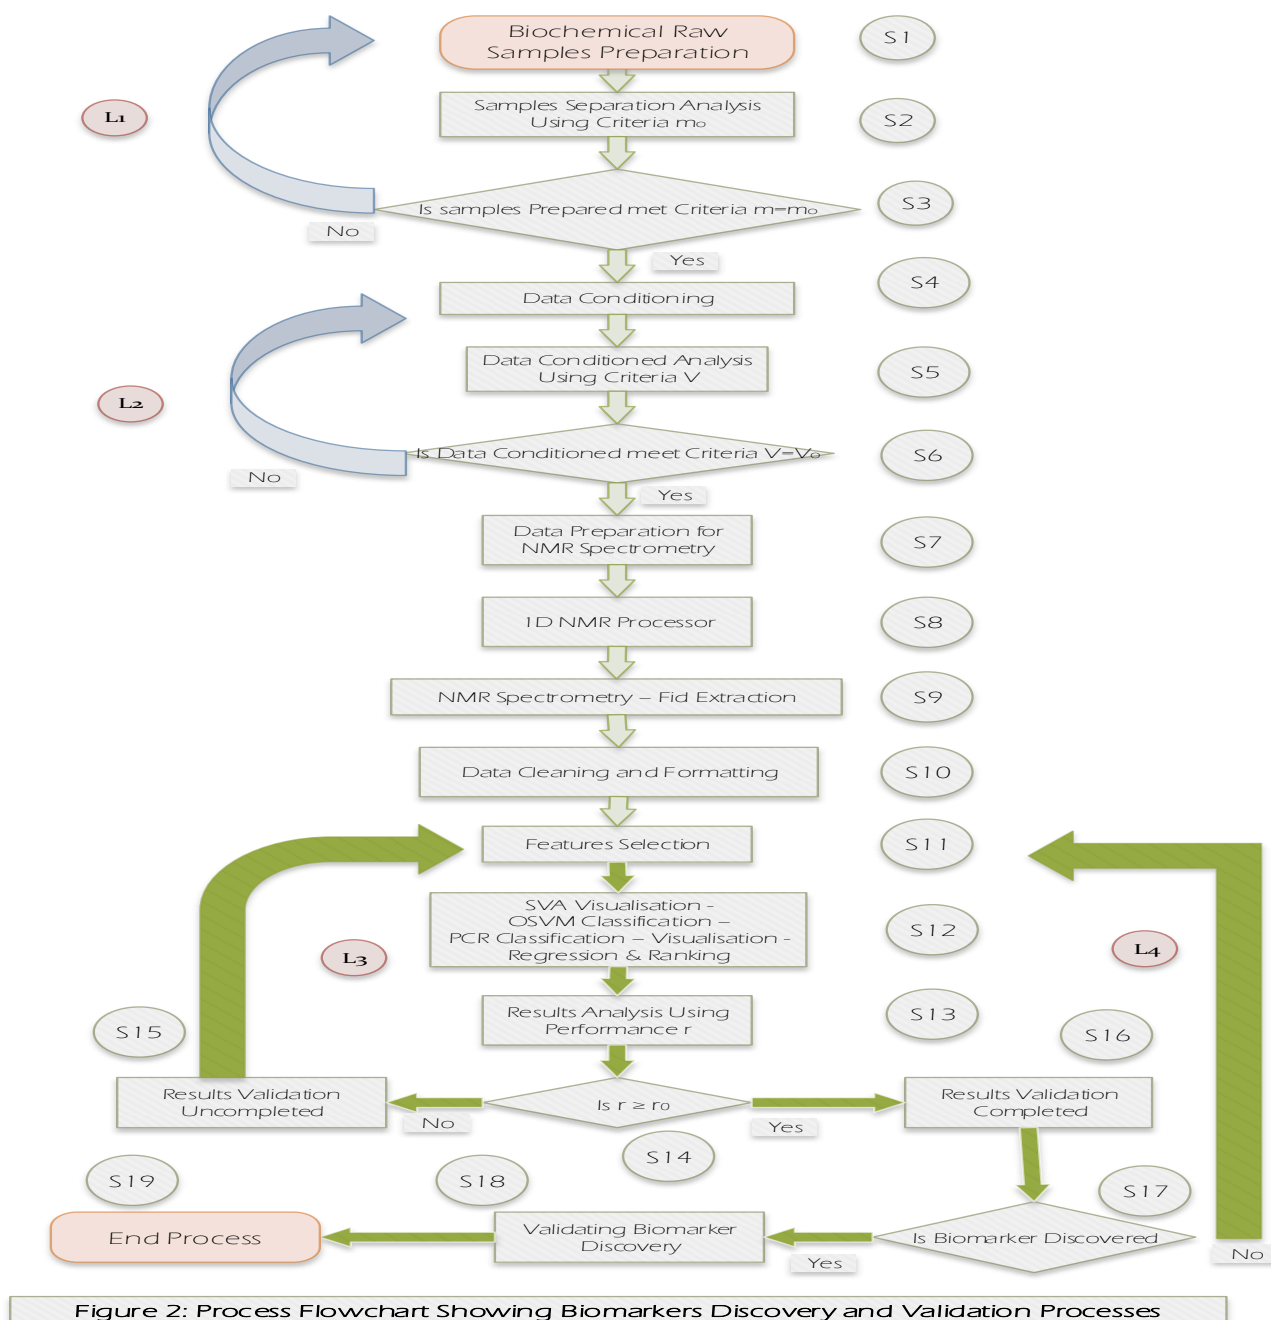 Biochemical Raw
Samples Preparation
S1
L1
Samples Separation Analysis
Using Criteria mo
S2
Is samples Prepared met Criteria m=mo
S3
No
Yes
Data Conditioning
S4
Data Conditioned Analysis
Using Criteria V
S5
L2
Is Data Conditioned meet Criteria V=Vo
S6
No
Yes
Data Preparation for
NMR Spectrometry
S7
1D NMR Processor
S8
NMR Spectrometry – Fid Extraction
S9
Data Cleaning and Formatting
S10
Features Selection
S11
SVA Visualisation -
OSVM Classification –
PCR Classification – Visualisation -
Regression & Ranking
S12
L3
L4
Results Analysis Using
Performance r
S13
S15
S16
Results Validation
Uncompleted
Is r ≥ r0
Results Validation
Completed
No
Yes
S14
S19
S18
S17
End Process
Validating Biomarker
Discovery
Is Biomarker Discovered
Yes
No
Figure 2: Process Flowchart Showing Biomarkers Discovery and Validation Processes